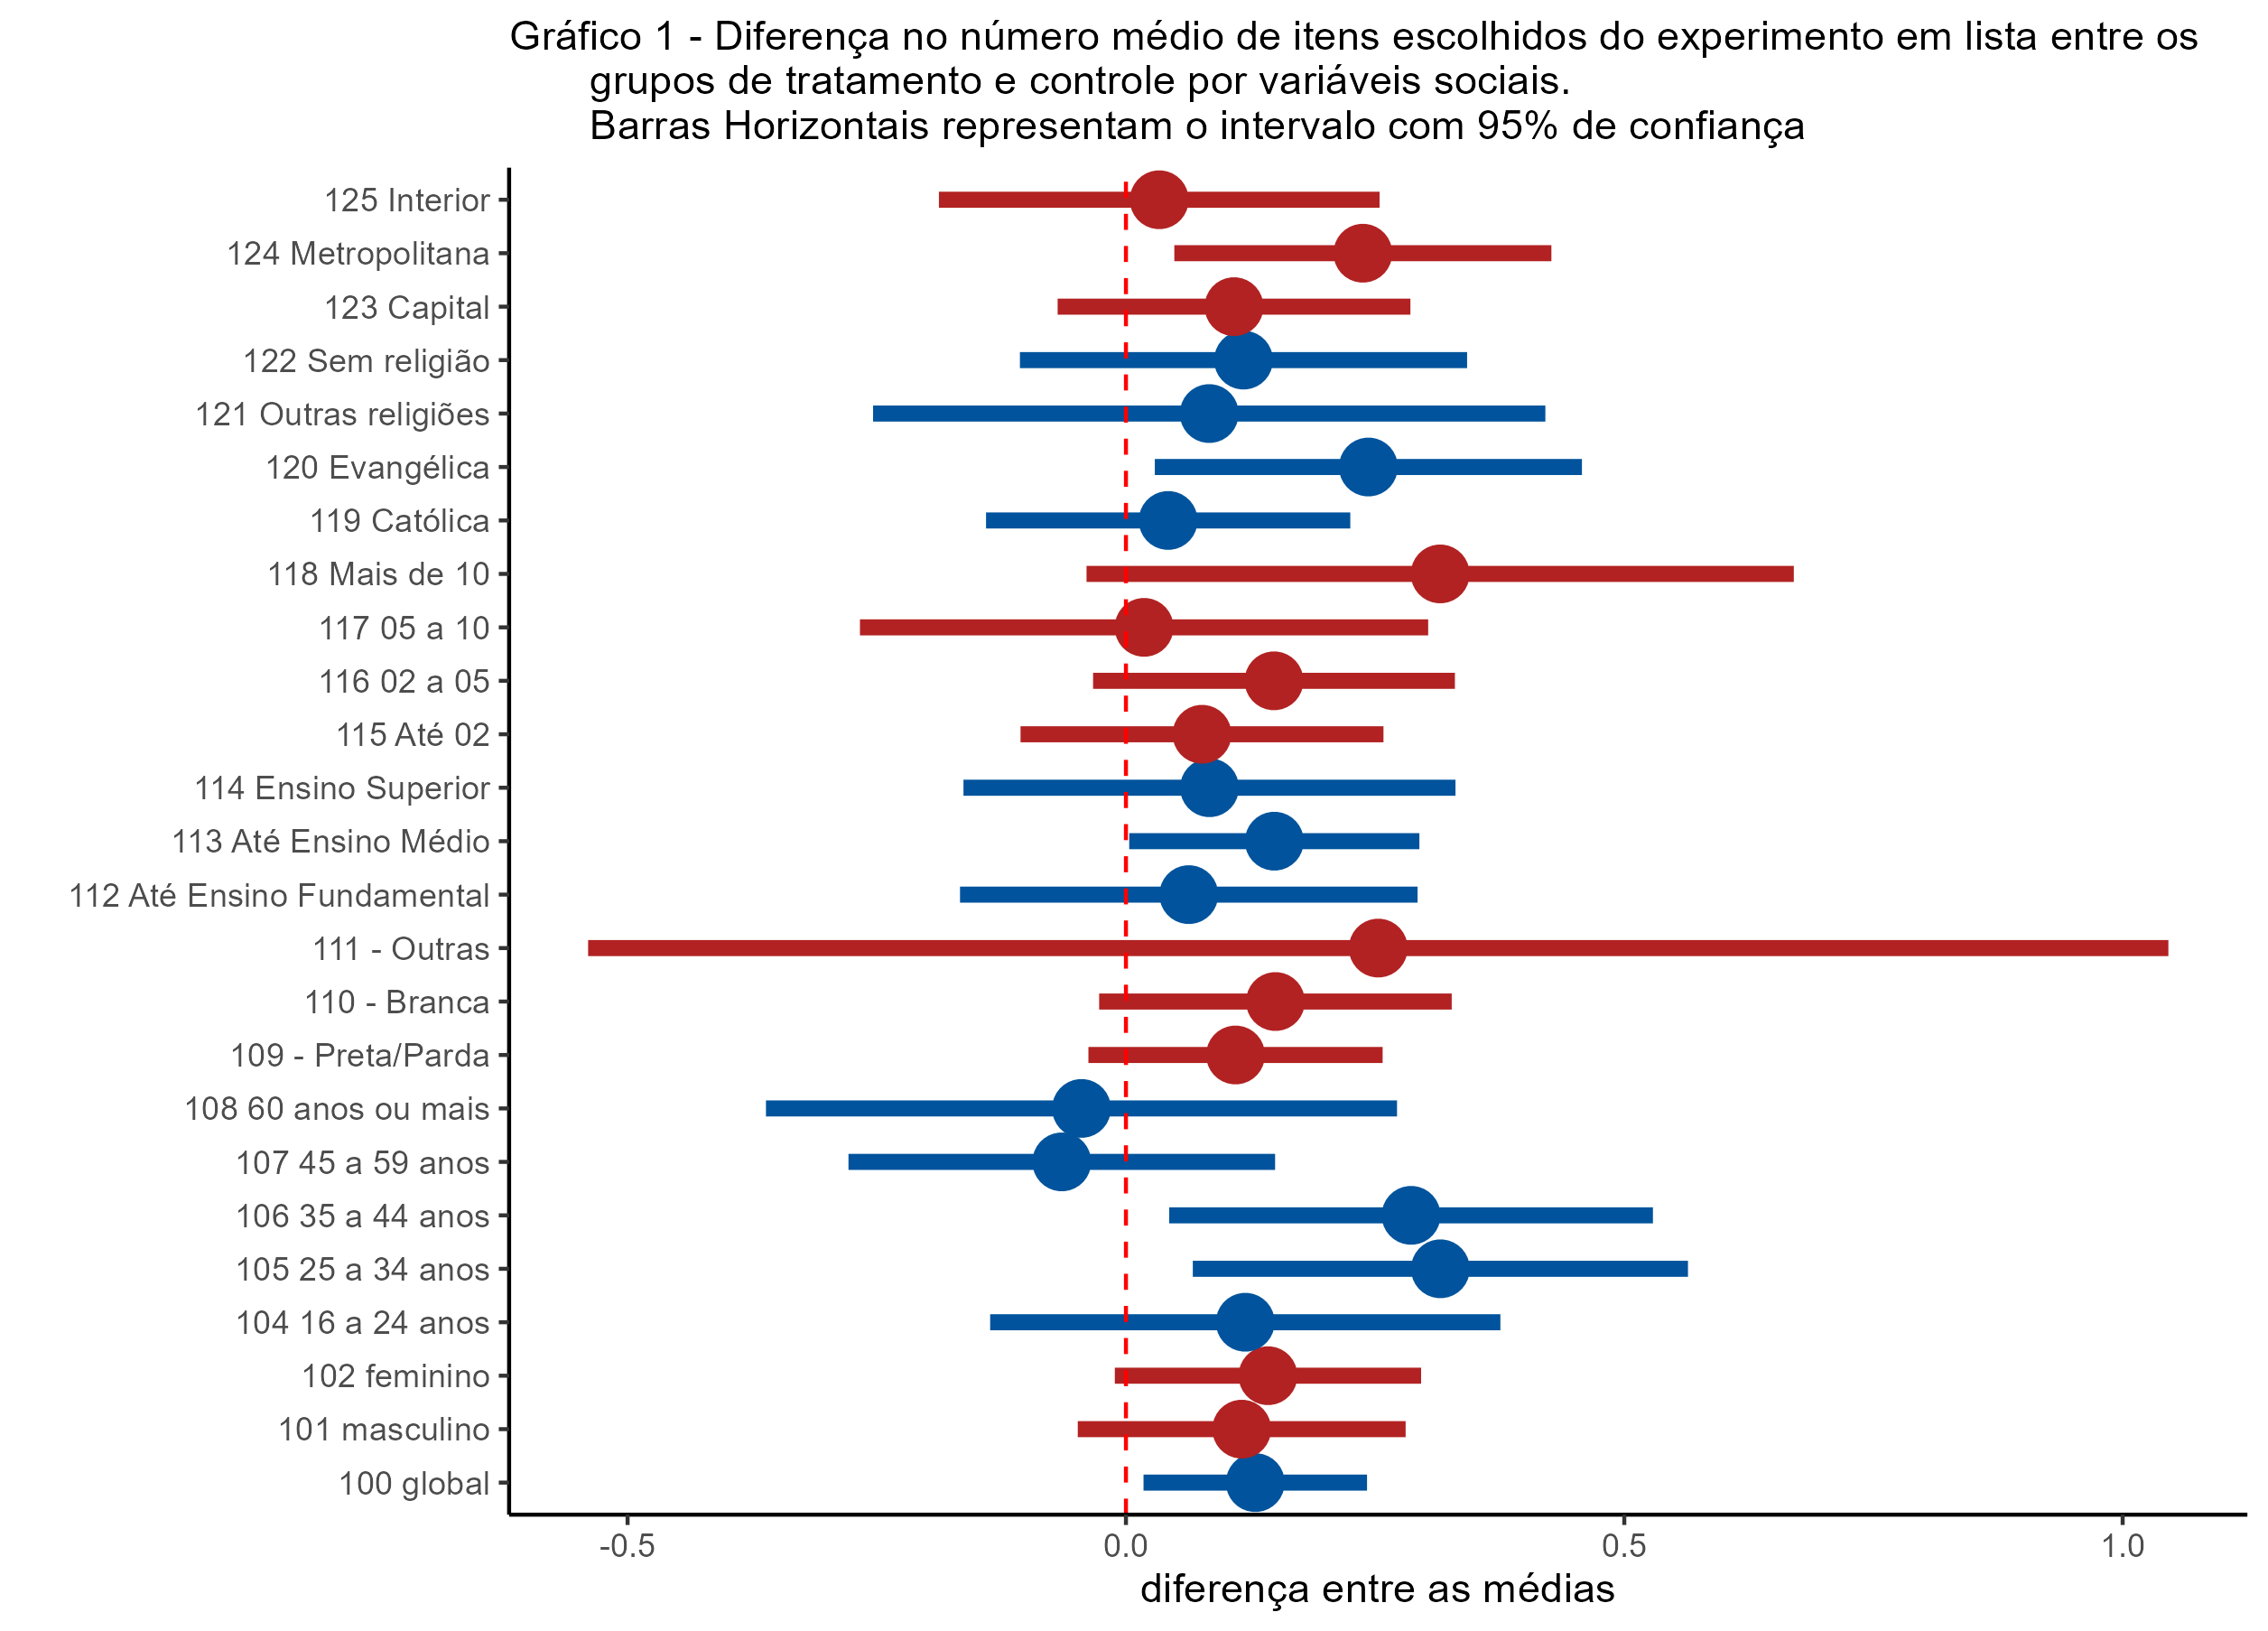 Gráfico 1 - Diferença no número médio de itens escolhidos do experimento em lista entre os
grupos de tratamento e controle por variáveis sociais.
Barras Horizontais representam o intervalo com 95% de confiança
125 Interior
124 Metropolitana
123 Capital
122 Sem religião
121 Outras religiões
120 Evangélica
119 Católica
118 Mais de 10
117 05 a 10
116 02 a 05
115 Até 02
114 Ensino Superior
113 Até Ensino Médio
112 Até Ensino Fundamental
111 - Outras
110 - Branca
109 - Preta/Parda
108 60 anos ou mais
107 45 a 59 anos
106 35 a 44 anos
105 25 a 34 anos
104 16 a 24 anos
102 feminino
101 masculino
100 global
-0.5 0.0 0.5 1.0
diferença entre as médias